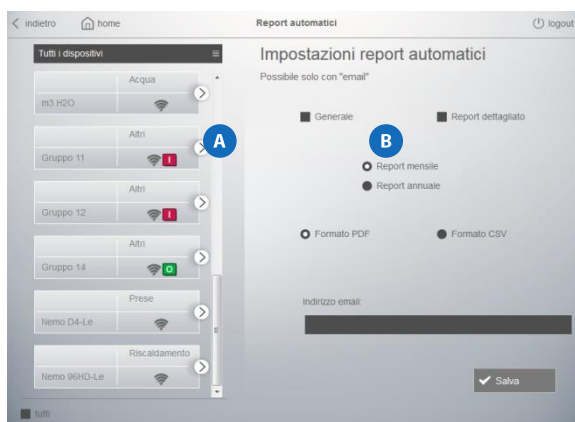 indietro home Report automatici logout
Tutti i dispositivi
Impostazioni report automatici
Possibile solo con "email"
Acqua
m3 H2O
Altri
Gruppo 11 I
A
Altri
Gruppo 12 I
Altri
Gruppo 14 O
Prese
Nemo D4-Le
Riscaldamento
Nemo 96HD-Le
tutti
Generale Report dettagliato
B
Report mensile
Report annuale
Formato PDF Formato CSV
Indirizzo email:
Salva